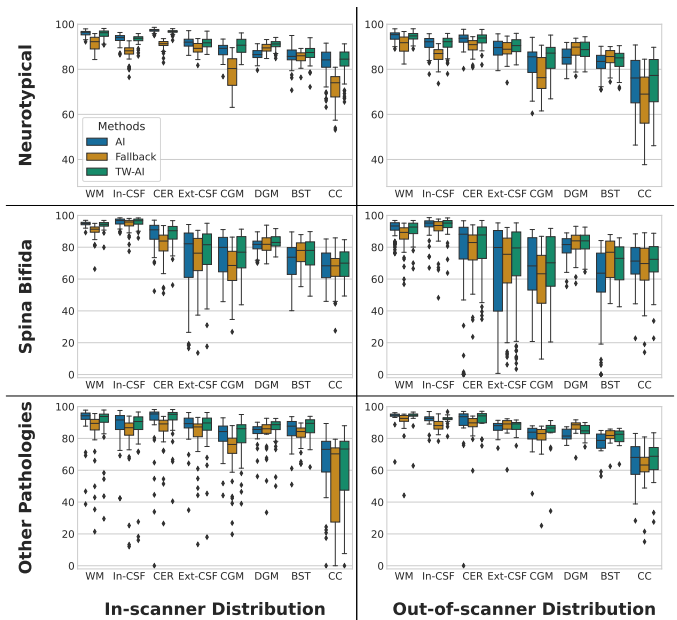 Neurotypical
100
80
60
40
Methods
AI
Fallback
TW-AI
WM In-CSF CER Ext-CSF CGM DGM BST CC
100
80
60
40
WM In-CSF CER Ext-CSF CGM DGM BST CC
Spina Bifida
100
80
60
40
20
0
WM In-CSF CER Ext-CSF CGM DGM BST CC
100
80
60
40
20
0
WM In-CSF CER Ext-CSF CGM DGM BST CC
Other Pathologies
100
80
60
40
20
0
WM In-CSF CER Ext-CSF CGM DGM BST CC
100
80
60
40
20
0
WM In-CSF CER Ext-CSF CGM DGM BST CC
In-scanner Distribution
Out-of-scanner Distribution